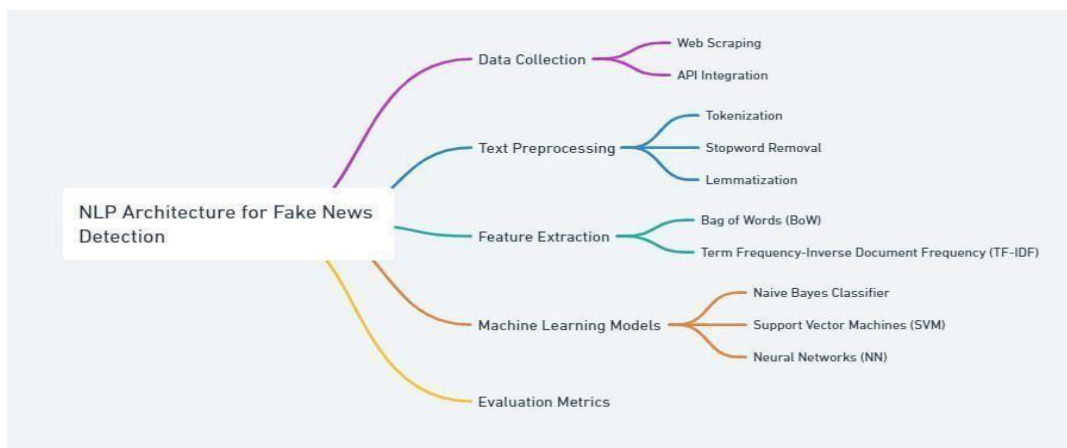 NLP Architecture for Fake News
Detection
Data Collection
Web Scraping
API Integration
Text Preprocessing
Tokenization
Stopword Removal
Lemmatization
Feature Extraction
Bag of Words (BoW)
Term Frequency-Inverse Document Frequency (TF-IDF)
Machine Learning Models
Naive Bayes Classifier
Support Vector Machines (SVM)
Neural Networks (NN)
Evaluation Metrics